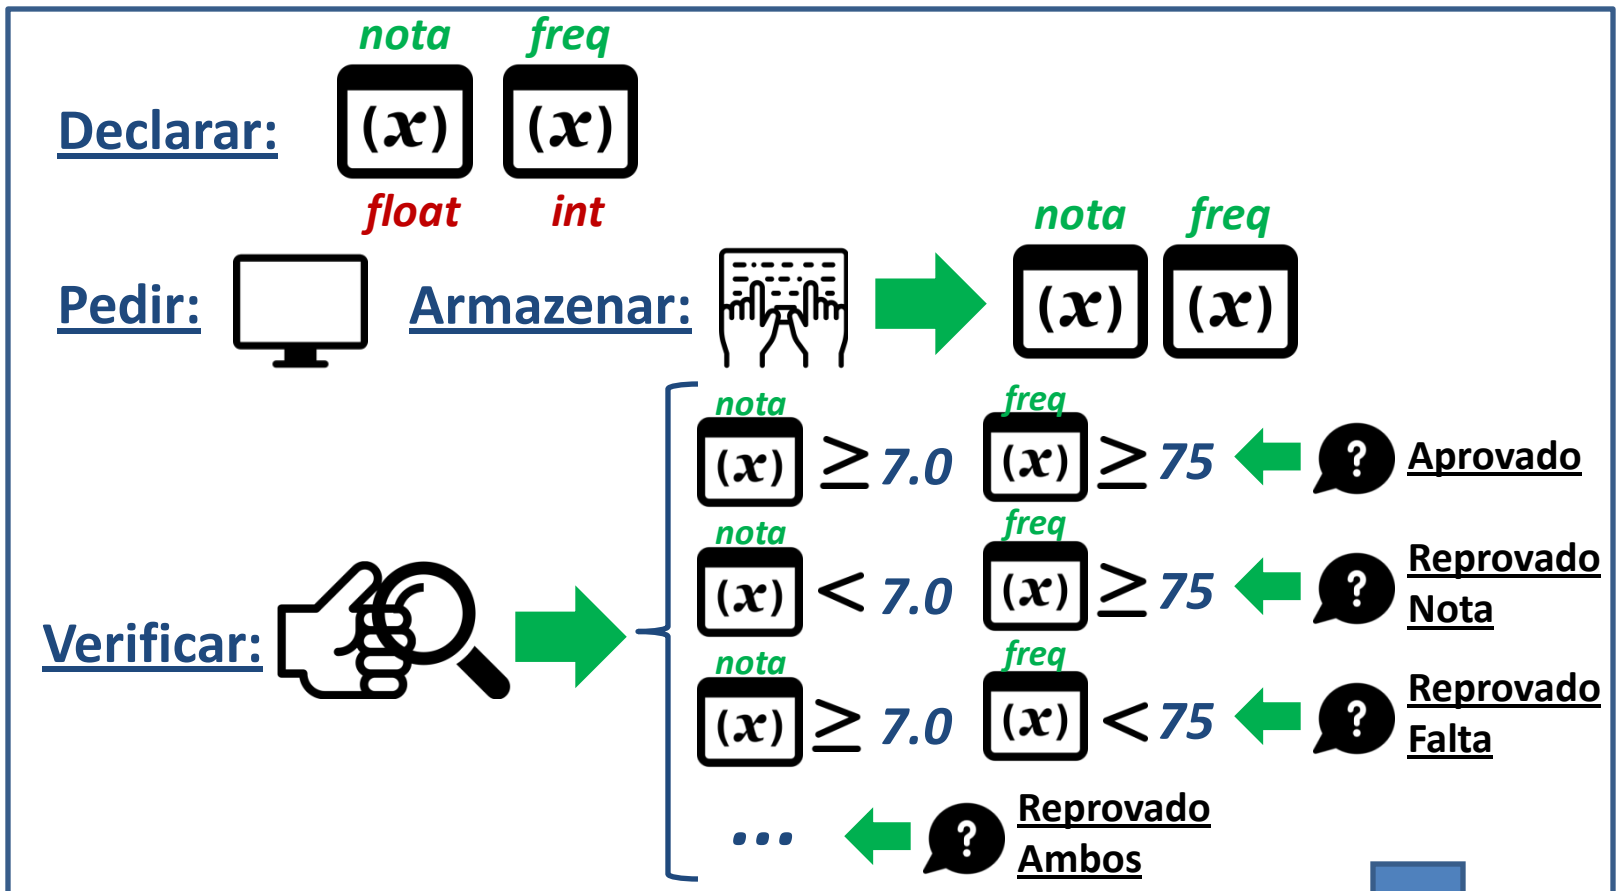 nota freq
Declarar: (x) (x)
float int
nota freq
Pedir: Armazenar: (x) (x)
nota freq
(x) ≥ 7.0 (x) ≥ 75 ? Aprovado
nota freq
(x) < 7.0 (x) ≥ 75 ? Reprovado
Nota
Verificar:
nota freq
(x) ≥ 7.0 (x) < 75 ? Reprovado
Falta
... ? Reprovado
Ambos